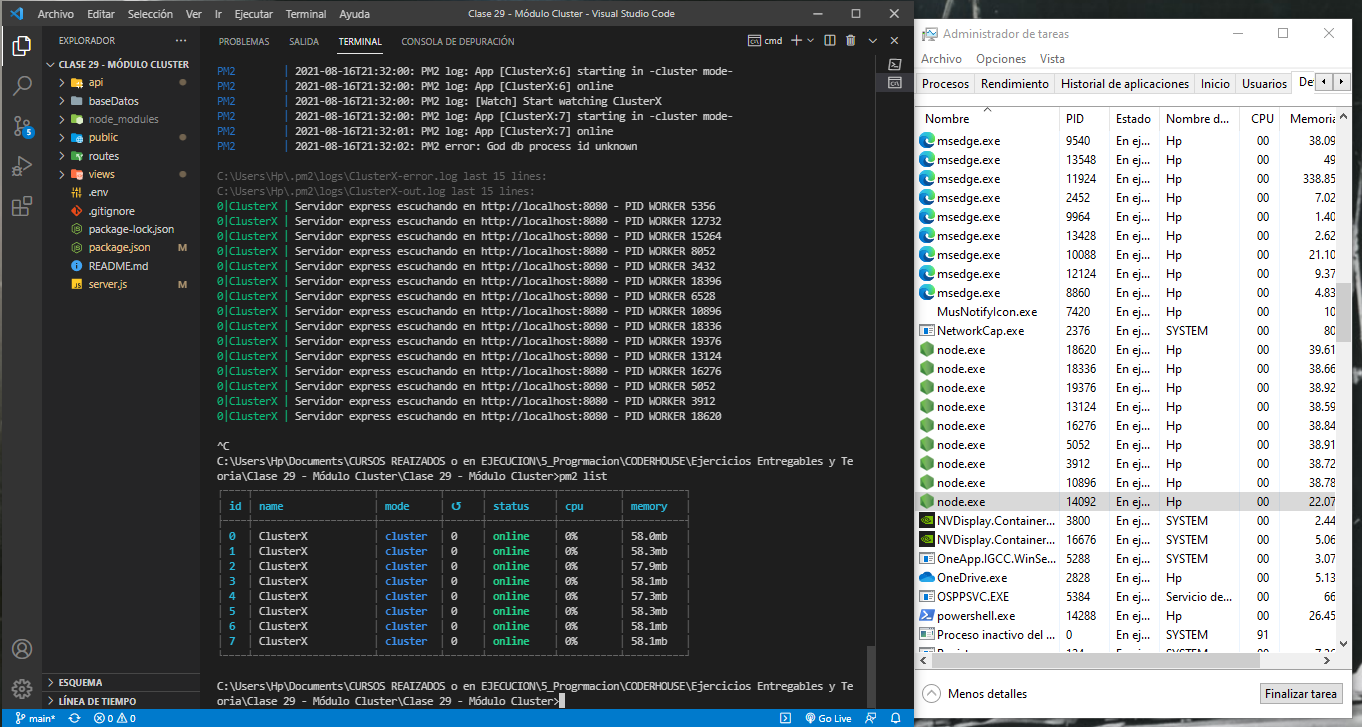 Archivo Editar Selección Ver Ir Ejecutar Terminal Ayuda
Clase 29 - Módulo Cluster - Visual Studio Code
EXPLORADOR
CLASE 29 - MÓDULO CLUSTER
api
baseDatos
node_modules
public
routes
views
.env
.gitignore
package-lock.json
package.json M
README.md
server.js M
ESQUEMA
LÍNEA DE TIEMPO
5
PROBLEMAS SALIDA TERMINAL CONSOLA DE DEPURACIÓN
cmd
PM2 | 2021-08-16T21:32:00: PM2 log: App [ClusterX:6] starting in -cluster mode-
PM2 | 2021-08-16T21:32:00: PM2 log: App [ClusterX:6] online
PM2 | 2021-08-16T21:32:00: PM2 log: [Watch] Start watching ClusterX
PM2 | 2021-08-16T21:32:00: PM2 log: App [ClusterX:7] starting in -cluster mode-
PM2 | 2021-08-16T21:32:01: PM2 log: App [ClusterX:7] online
PM2 | 2021-08-16T21:32:02: PM2 error: God db process id unknown
C:\Users\Hp\.pm2\logs\ClusterX-error.log last 15 lines:
C:\Users\Hp\.pm2\logs\ClusterX-out.log last 15 lines:
0|ClusterX | Servidor express escuchando en http://localhost:8080 - PID WORKER 5356
0|ClusterX | Servidor express escuchando en http://localhost:8080 - PID WORKER 12732
0|ClusterX | Servidor express escuchando en http://localhost:8080 - PID WORKER 15264
0|ClusterX | Servidor express escuchando en http://localhost:8080 - PID WORKER 8052
0|ClusterX | Servidor express escuchando en http://localhost:8080 - PID WORKER 3432
0|ClusterX | Servidor express escuchando en http://localhost:8080 - PID WORKER 18396
0|ClusterX | Servidor express escuchando en http://localhost:8080 - PID WORKER 6528
0|ClusterX | Servidor express escuchando en http://localhost:8080 - PID WORKER 10896
0|ClusterX | Servidor express escuchando en http://localhost:8080 - PID WORKER 18336
0|ClusterX | Servidor express escuchando en http://localhost:8080 - PID WORKER 19376
0|ClusterX | Servidor express escuchando en http://localhost:8080 - PID WORKER 13124
0|ClusterX | Servidor express escuchando en http://localhost:8080 - PID WORKER 16276
0|ClusterX | Servidor express escuchando en http://localhost:8080 - PID WORKER 5052
0|ClusterX | Servidor express escuchando en http://localhost:8080 - PID WORKER 3912
0|ClusterX | Servidor express escuchando en http://localhost:8080 - PID WORKER 18620
^C
C:\Users\Hp\Documents\CURSOS REAIZADOS o en EJECUCION\5_Progrmacion\CODERHOUSE\Ejercicios Entregables y Te
oria\Clase 29 - Módulo Cluster\Clase 29 - Módulo Cluster>pm2 list
id name mode ↺ status cpu memory
0 ClusterX cluster 0 online 0% 58.0mb
1 ClusterX cluster 0 online 0% 58.3mb
2 ClusterX cluster 0 online 0% 57.9mb
3 ClusterX cluster 0 online 0% 58.1mb
4 ClusterX cluster 0 online 0% 57.3mb
5 ClusterX cluster 0 online 0% 58.3mb
6 ClusterX cluster 0 online 0% 58.1mb
7 ClusterX cluster 0 online 0% 58.1mb
C:\Users\Hp\Documents\CURSOS REAIZADOS o en EJECUCION\5_Progrmacion\CODERHOUSE\Ejercicios Entregables y Te
oria\Clase 29 - Módulo Cluster\Clase 29 - Módulo Cluster>
main* 0 0 Go Live
Administrador de tareas
Archivo Opciones Vista
Procesos Rendimiento Historial de aplicaciones Inicio Usuarios De
Nombre PID Estado Nombre d... CPU Memoria
msedge.exe 9540 En ej... Hp 00 38.09
msedge.exe 13548 En ej... Hp 00 49
msedge.exe 11924 En ej... Hp 00 338.85
msedge.exe 2452 En ej... Hp 00 7.02
msedge.exe 9964 En ej... Hp 00 1.40
msedge.exe 13428 En ej... Hp 00 2.62
msedge.exe 10088 En ej... Hp 00 21.10
msedge.exe 12124 En ej... Hp 00 9.37
msedge.exe 8860 En ej... Hp 00 4.83
MusNotifyIcon.exe 7420 En ej... Hp 00 10
NetworkCap.exe 2376 En ej... SYSTEM 00 80
node.exe 18620 En ej... Hp 00 39.61
node.exe 18336 En ej... Hp 00 38.66
node.exe 19376 En ej... Hp 00 38.92
node.exe 13124 En ej... Hp 00 38.59
node.exe 16276 En ej... Hp 00 38.84
node.exe 5052 En ej... Hp 00 38.91
node.exe 3912 En ej... Hp 00 38.72
node.exe 10896 En ej... Hp 00 38.78
node.exe 14092 En ej... Hp 00 22.07
NVDisplay.Container... 3800 En ej... SYSTEM 00 2.44
NVDisplay.Container... 16676 En ej... SYSTEM 00 5.06
OneApp.IGCC.WinSe... 5288 En ej... SYSTEM 00 3.07
OneDrive.exe 2828 En ej... Hp 00 5.13
OSPPSVC.EXE 5384 En ej... Servicio de... 00 66
powershell.exe 14288 En ej... Hp 00 26.45
Proceso inactivo del ... 0 En ej... SYSTEM 91
Menos detalles
Finalizar tarea